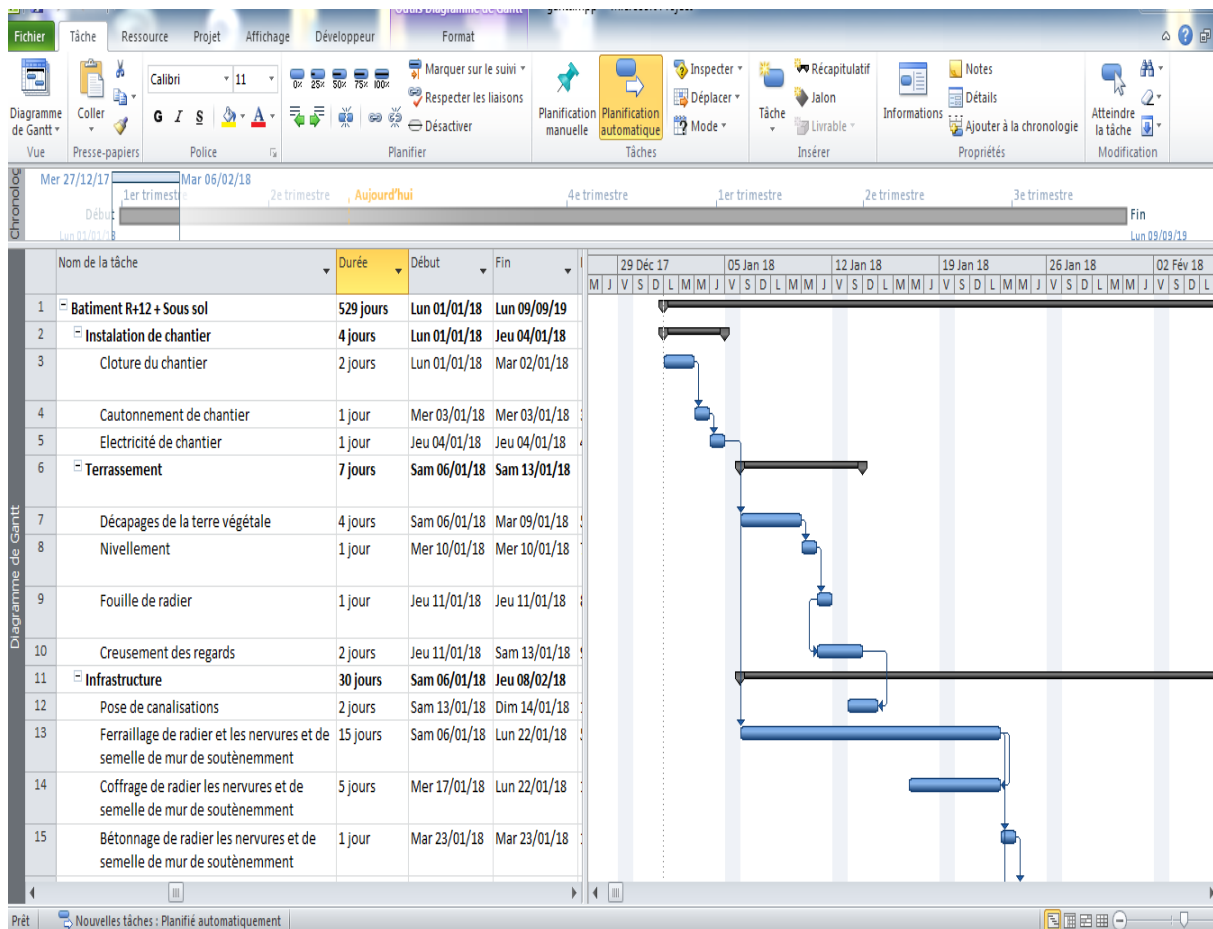 Fichier Tâche Ressource Projet Affichage Développeur Format
Diagramme de Gantt Coller Calibri 11 G I S 0% 25% 50% 75% 100% Marquer sur le suivi Respecter les liaisons Désactiver Planification manuelle Planification automatique Inspecter Déplacer Mode Tâche Récapitulatif Jalon Livrable Informations Notes Détails Ajouter à la chronologie Atteindre la tâche
Vue Presse-papiers Police Planifier Tâches Insérer Propriétés Modification
Mer 27/12/17 Mar 06/02/18
1er trimestre 2e trimestre Aujourd'hui 4e trimestre 1er trimestre 2e trimestre 3e trimestre
Début Fin
Lun 01/01/18 Lun 09/09/19
Nom de la tâche Durée Début Fin 29 Déc 17 05 Jan 18 12 Jan 18 19 Jan 18 26 Jan 18 02 Fév 18
M J V S D L M M J V S D L M M J V S D L M M J V S D L M M J V S D L M M J V S D L
1 Batiment R+12 + Sous sol 529 jours Lun 01/01/18 Lun 09/09/19
2 Instalation de chantier 4 jours Lun 01/01/18 Jeu 04/01/18
3 Cloture du chantier 2 jours Lun 01/01/18 Mar 02/01/18
4 Cautonnement de chantier 1 jour Mer 03/01/18 Mer 03/01/18
5 Electricité de chantier 1 jour Jeu 04/01/18 Jeu 04/01/18
6 Terrassement 7 jours Sam 06/01/18 Sam 13/01/18
7 Décapages de la terre végétale 4 jours Sam 06/01/18 Mar 09/01/18
8 Nivellement 1 jour Mer 10/01/18 Mer 10/01/18
9 Fouille de radier 1 jour Jeu 11/01/18 Jeu 11/01/18
10 Creusement des regards 2 jours Jeu 11/01/18 Sam 13/01/18
11 Infrastructure 30 jours Sam 06/01/18 Jeu 08/02/18
12 Pose de canalisations 2 jours Sam 13/01/18 Dim 14/01/18
13 Ferraillage de radier et les nervures et de 15 jours Sam 06/01/18 Lun 22/01/18
semelle de mur de soutènemment
14 Coffrage de radier les nervures et de 5 jours Mer 17/01/18 Lun 22/01/18
semelle de mur de soutènemment
15 Bétonnage de radier les nervures et de 1 jour Mar 23/01/18 Mar 23/01/18
semelle de mur de soutènemment
Diagramme de Gantt
Prêt Nouvelles tâches : Planifié automatiquement